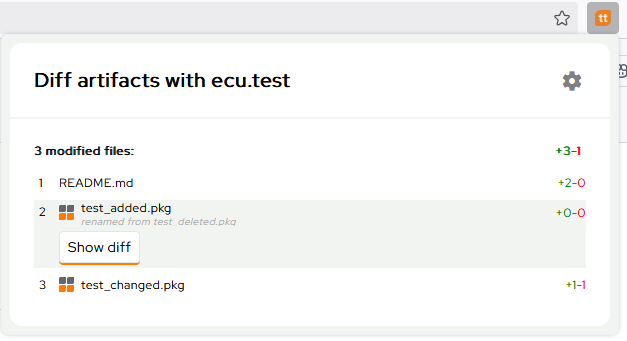 tt
Diff artifacts with ecu.test
3 modified files: +3-1
1 README.md +2-0
2 test_added.pkg +0-0
renamed from test_deleted.pkg
Show diff
3 test_changed.pkg +1-1